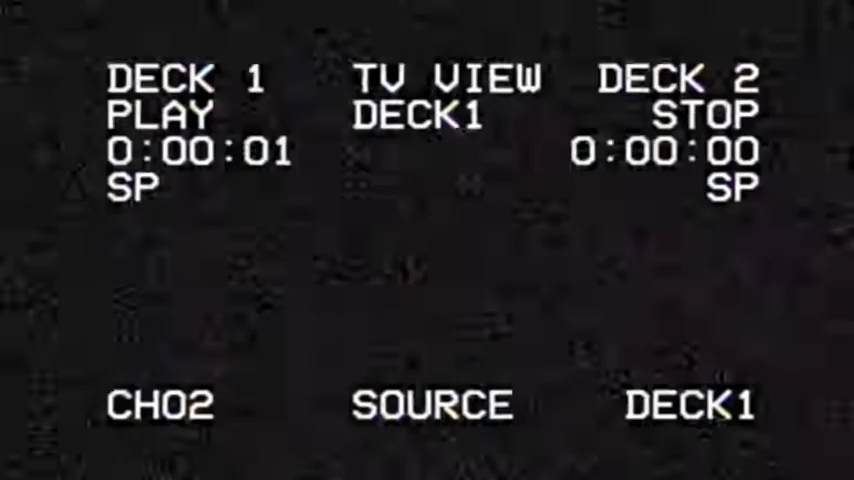 DECK 1 TV VIEW DECK 2
PLAY DECK1 STOP
0:00:01 0:00:00
SP SP
CH02 SOURCE DECK1